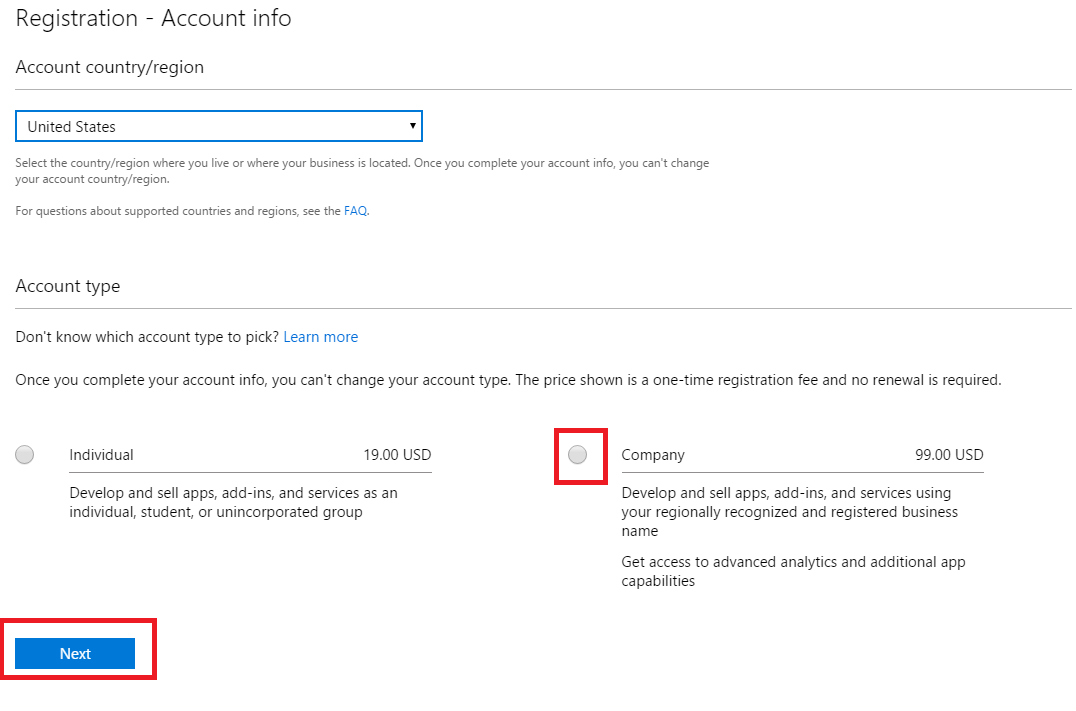 Registration - Account info
Account country/region
United States
Select the country/region where you live or where your business is located. Once you complete your account info, you can't change
your account country/region.
For questions about supported countries and regions, see the FAQ.
Account type
Don't know which account type to pick? Learn more
Once you complete your account info, you can't change your account type. The price shown is a one-time registration fee and no renewal is required.
Individual 19.00 USD
Develop and sell apps, add-ins, and services as an
individual, student, or unincorporated group
Company 99.00 USD
Develop and sell apps, add-ins, and services using
your regionally recognized and registered business
name
Get access to advanced analytics and additional app
capabilities
Next